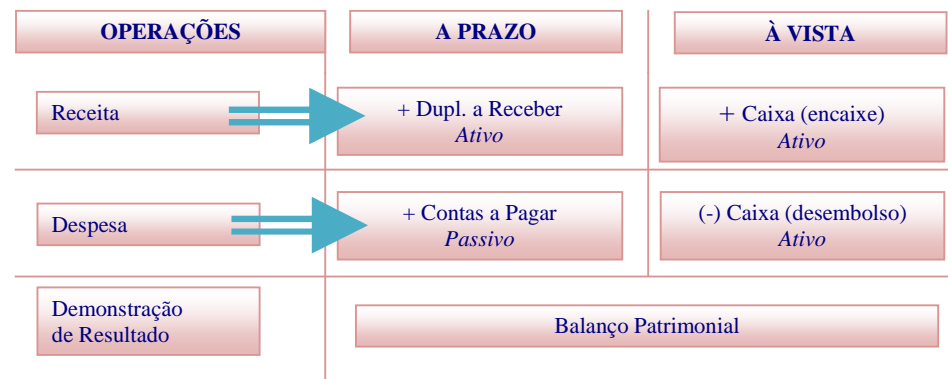 OPERAÇÕES
A PRAZO
À VISTA
Receita
+ Dupl. a Receber
Ativo
+ Caixa (encaixe)
Ativo
Despesa
+ Contas a Pagar
Passivo
(-) Caixa (desembolso)
Ativo
Demonstração
de Resultado
Balanço Patrimonial